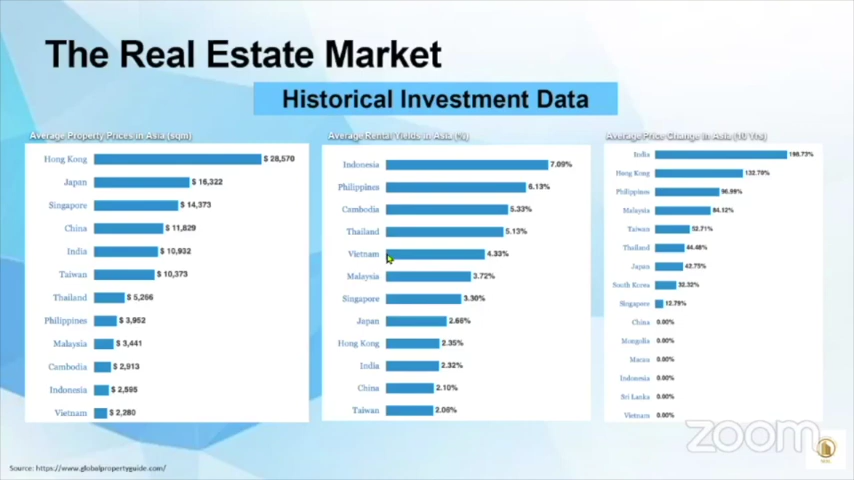 The Real Estate Market
Historical Investment Data
Average Property Prices in Asia (sqm)
Hong Kong $ 28,570
Japan $ 16,322
Singapore $ 14,373
China $ 11,829
India $ 10,932
Taiwan $ 10,373
Thailand $ 5,266
Philippines $ 3,952
Malaysia $ 3,441
Cambodia $ 2,913
Indonesia $ 2,595
Vietnam $ 2,280
Average Rental Yields in Asia (%)
Indonesia 7.09%
Philippines 6.13%
Cambodia 5.33%
Thailand 5.13%
Vietnam 4.33%
Malaysia 3.72%
Singapore 3.30%
Japan 2.66%
Hong Kong 2.35%
India 2.32%
China 2.10%
Taiwan 2.06%
Average Price Change in Asia (10 Yrs)
India
Hong Kong
Philippines
Malaysia 84.12%
Taiwan 52.71%
Thailand 44.48%
Japan 42.75%
South Korea 32.32%
Singapore 12.79%
China 0.00%
Mongolia 0.00%
Macau 0.00%
Indonesia 0.00%
Sri Lanka 0.00%
Vietnam 0.00%
zoom
Source: https://www.globalpropertyguide.com/